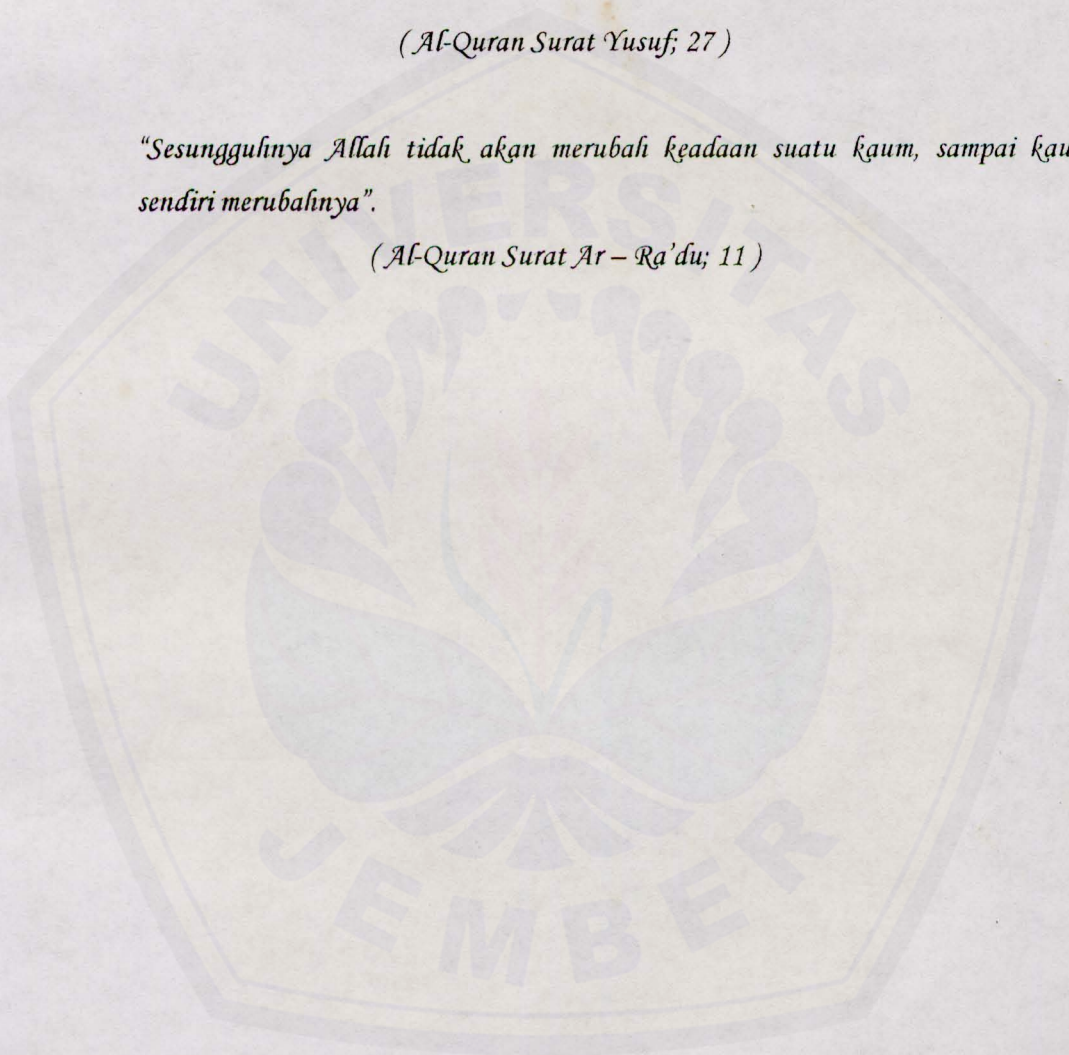 ( Al-Quran Surat Yusuf; 27 )
"Sesungguhnya Allah tidak akan merubah keadaan suatu kaum, sampai
sendiri merubahnya".
( Al-Quran Surat Ar – Ra'du; 11 )
UNIVERSITAS
JEMBER